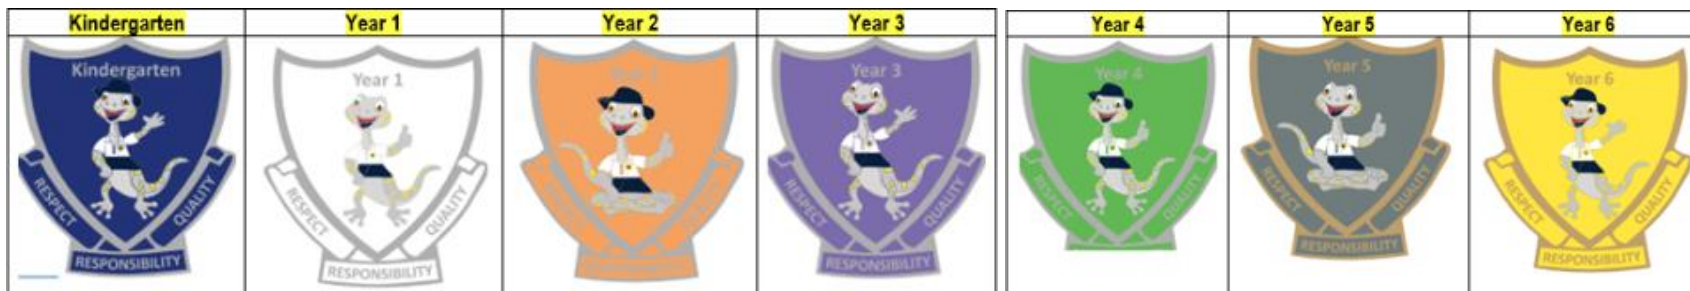 Kindergarten
Year 1
Year 2
Year 3
Year 4
Year 5
Year 6
Kindergarten
RESPECT
QUALITY
RESPONSIBILITY
Year 1
RESPECT
QUALITY
RESPONSIBILITY
Year 3
RESPECT
QUALITY
RESPONSIBILITY
Year 4
RESPECT
QUALITY
Year 5
RESPECT
QUALITY
RESPONSIBILITY
Year 6
RESPECT
QUALITY
RESPONSIBILITY